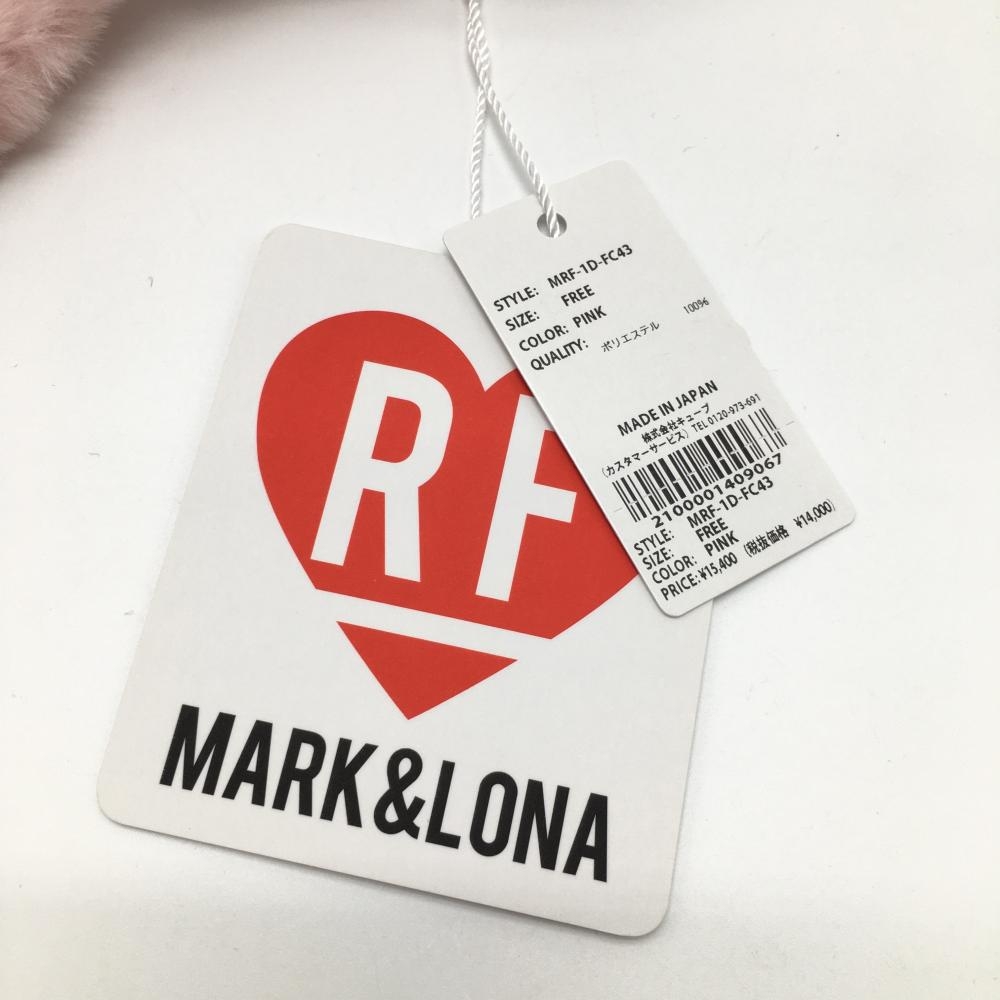 STYLE: MRF-1D-FC43
SIZE: FREE
COLOR: PINK
QUALITY: ポリエステル 100%
MADE IN JAPAN
株式会社キューブ
(カスタマーサービス) TEL 0120-973-691
2100001409067
STYLE: MRF-1D-FC43
SIZE: FREE
COLOR: PINK
PRICE:¥15,400 (税抜価格 ¥14,000)
RF
MARK&LONA